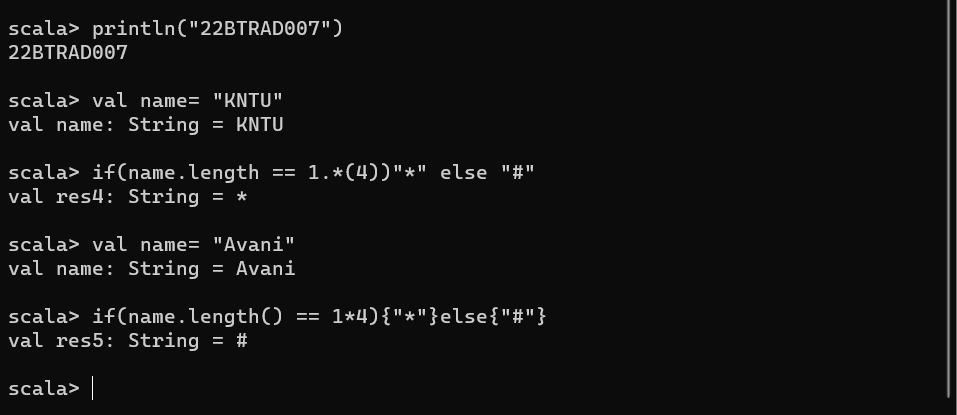 scala> println("22BTRAD007")
22BTRAD007
scala> val name= "KNTU"
val name: String = KNTU
scala> if(name.length == 1.*(4))"*" else "#"
val res4: String = *
scala> val name= "Avani"
val name: String = Avani
scala> if(name.length() == 1*4){"*"}else{"#"}
val res5: String = #
scala>